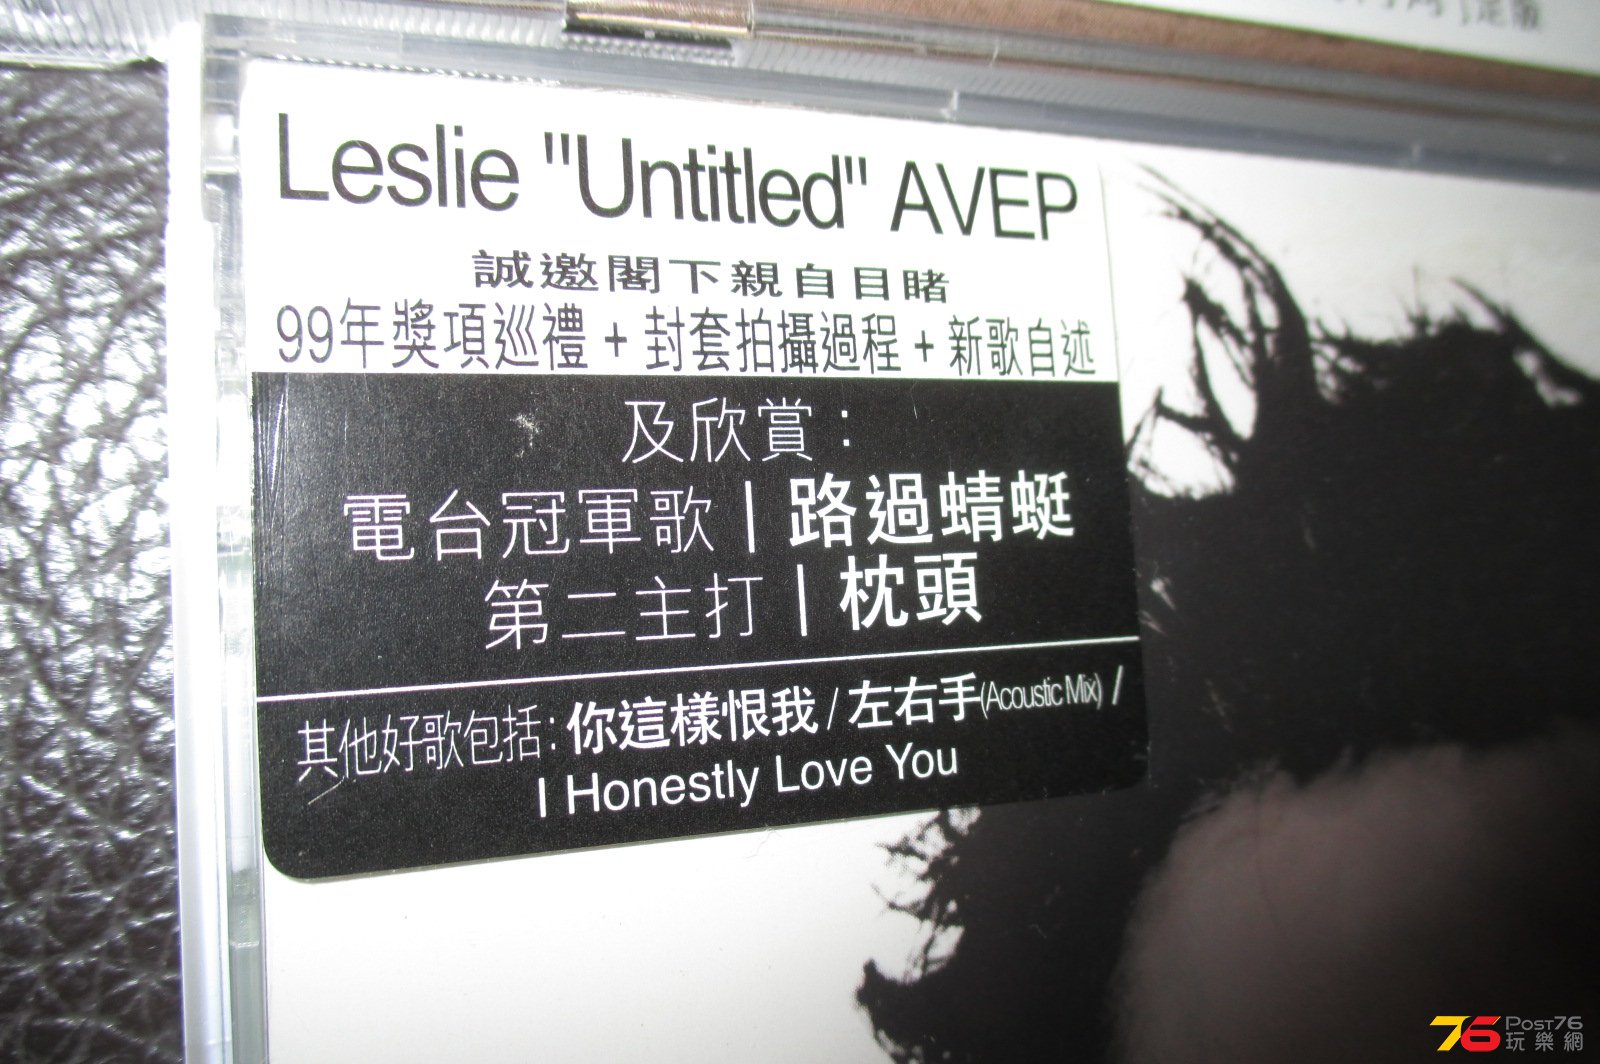 Leslie "Untitled" AVEP
誠邀閣下親自目睹
99年獎項巡禮 + 封套拍攝過程 + 新歌自述
及欣賞：
電台冠軍歌 | 路過蜻蜓
第二主打 | 枕頭
其他好歌包括: 你這樣恨我 / 左右手(Acoustic Mix) /
I Honestly Love You
76 POST76
玩樂網